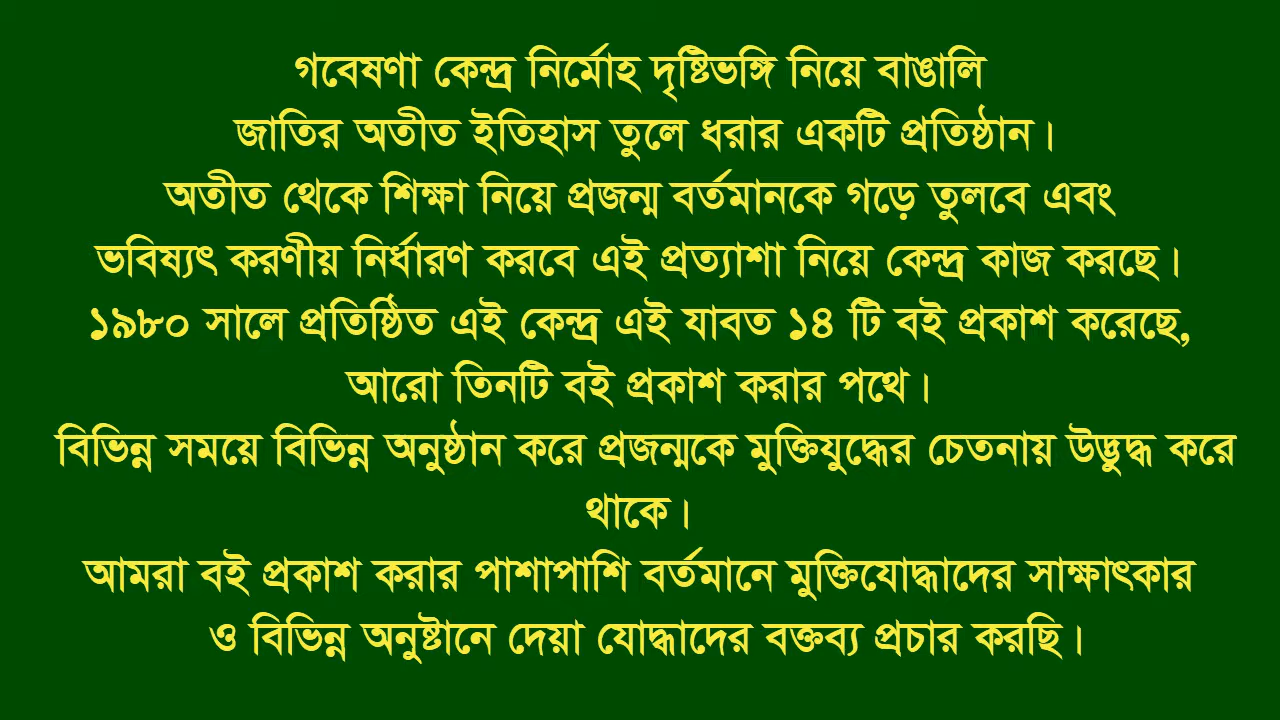 গবেষণা কেন্দ্র নির্মোহ দৃষ্টিভঙ্গি নিয়ে বাঙালি
জাতির অতীত ইতিহাস তুলে ধরার একটি প্রতিষ্ঠান।
অতীত থেকে শিক্ষা নিয়ে প্রজন্ম বর্তমানকে গড়ে তুলবে এবং
ভবিষ্যৎ করণীয় নির্ধারণ করবে এই প্রত্যাশা নিয়ে কেন্দ্র কাজ করছে।
১৯৮০ সালে প্রতিষ্ঠিত এই কেন্দ্র এই যাবত ১৪ টি বই প্রকাশ করেছে,
আরো তিনটি বই প্রকাশ করার পথে।
বিভিন্ন সময়ে বিভিন্ন অনুষ্ঠান করে প্রজন্মকে মুক্তিযুদ্ধের চেতনায় উদ্ভুদ্ধ করে
থাকে।
আমরা বই প্রকাশ করার পাশাপাশি বর্তমানে মুক্তিযোদ্ধাদের সাক্ষাৎকার
ও বিভিন্ন অনুষ্টানে দেয়া যোদ্ধাদের বক্তব্য প্রচার করছি।